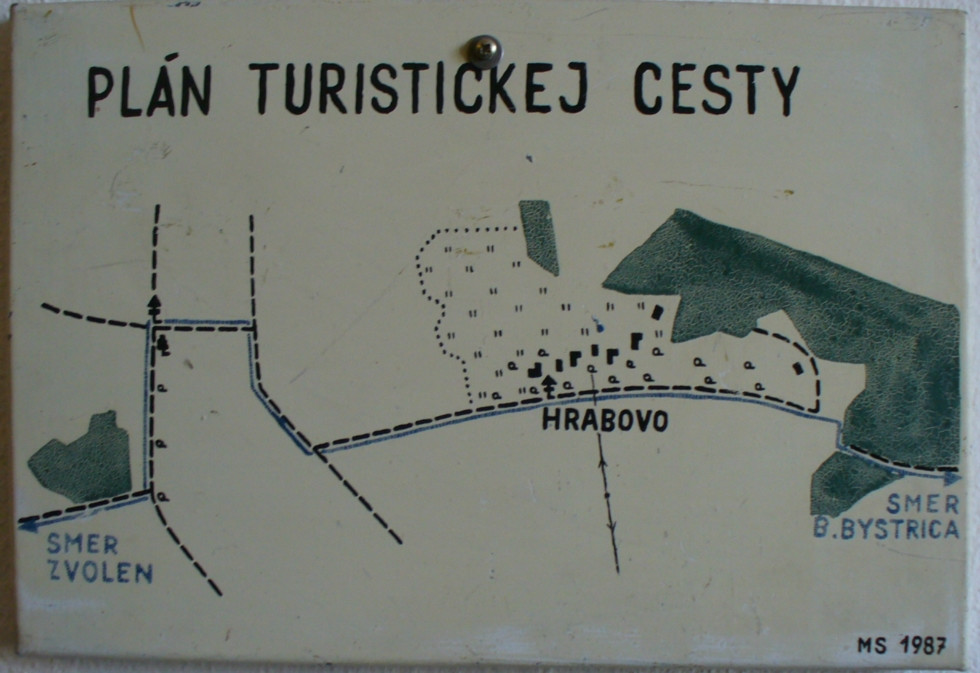 PLÁN TURISTICKEJ CESTY
HRABOVO
SMER
B.BYSTRICA
SMER
ZVOLEN
MS 1987